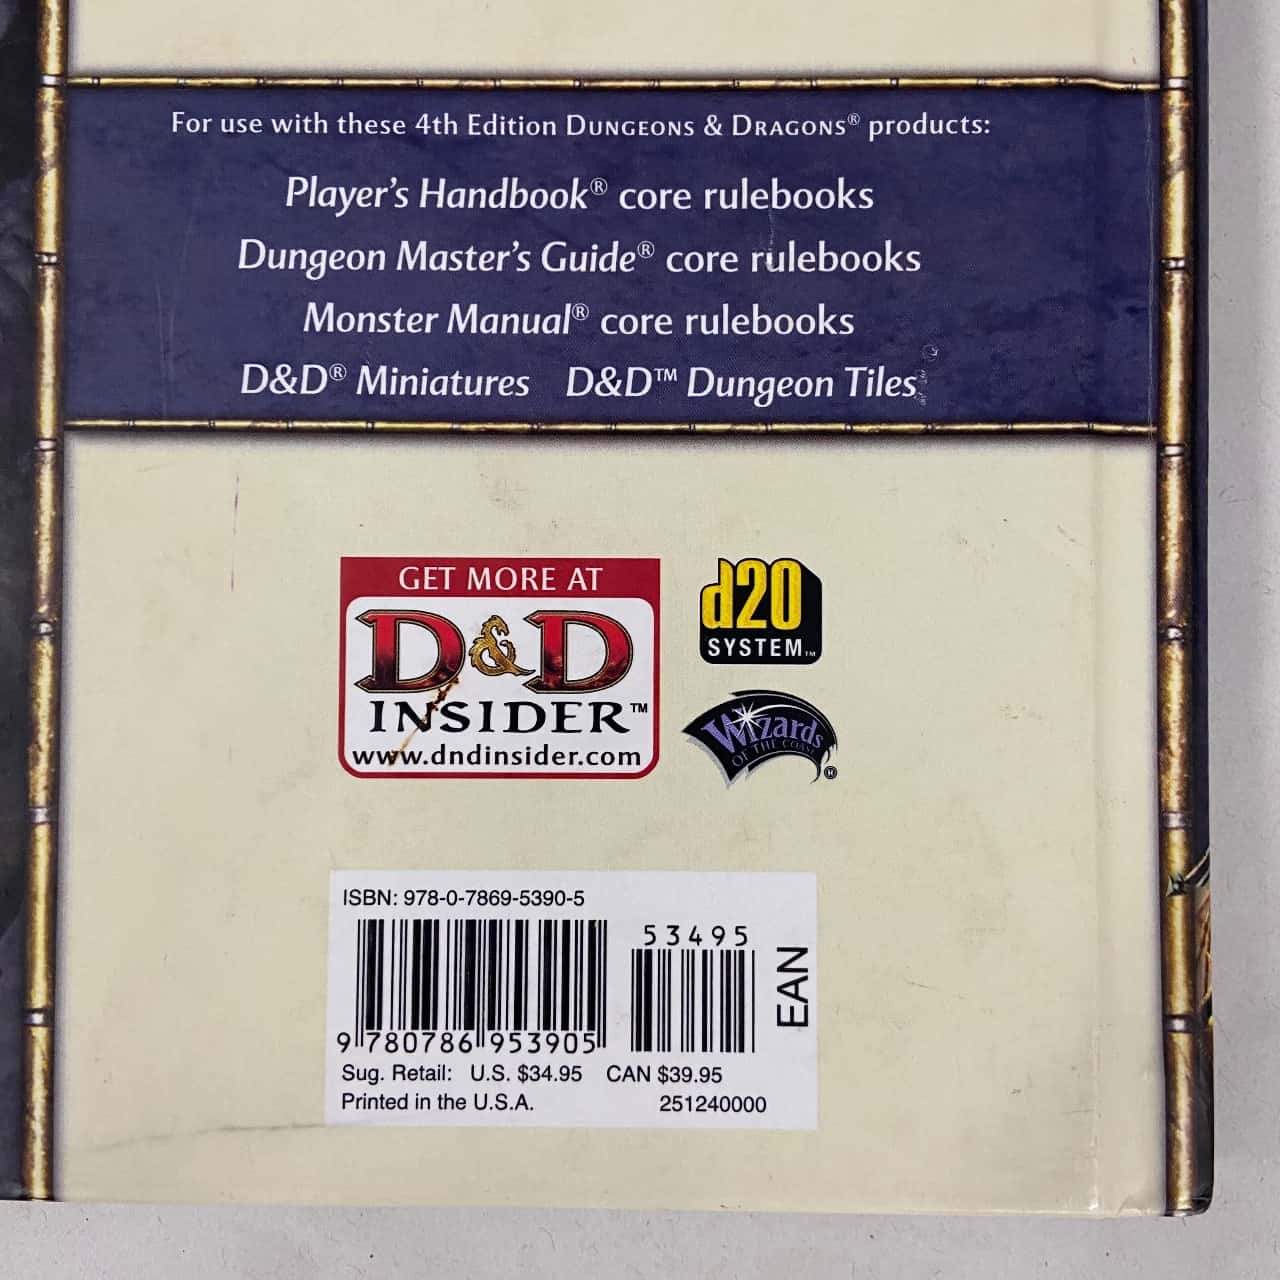 For use with these 4th Edition DUNGEONS & DRAGONS® products:
Player's Handbook® core rulebooks
Dungeon Master's Guide® core rulebooks
Monster Manual® core rulebooks
D&D® Miniatures D&D™ Dungeon Tiles
GET MORE AT
D&D
INSIDER™
www.dndinsider.com
d20
SYSTEM™
Wizards
OF THE COAST
®
ISBN: 978-0-7869-5390-5
53495
EAN
9 780786 953905
Sug. Retail: U.S. $34.95 CAN $39.95
Printed in the U.S.A. 251240000